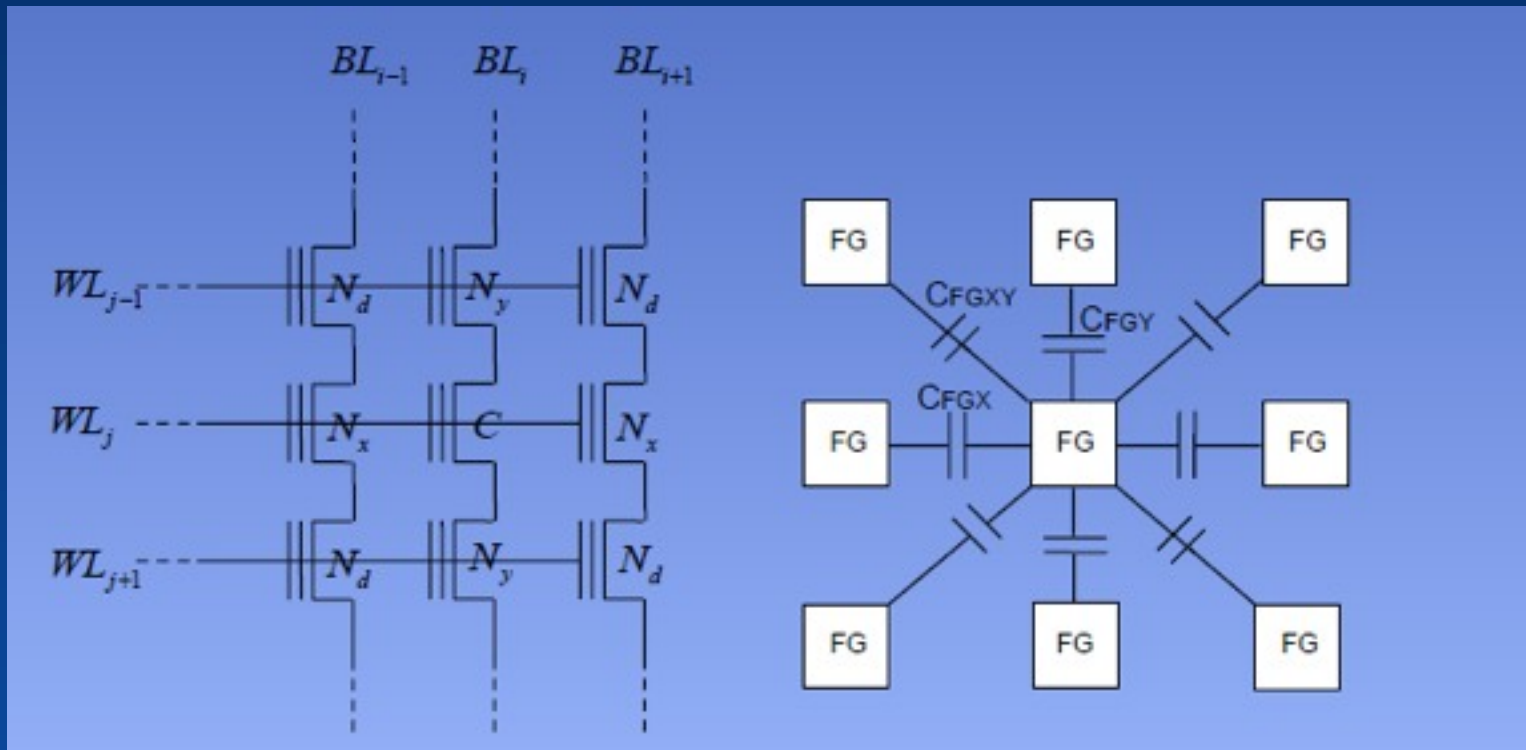 BL_{i-1} BL_i BL_{i+1}
WL_{j-1} N_d N_y N_d
WL_j N_x C N_x
WL_{j+1} N_d N_y N_d
FG FG FG
CFGXY CFGY
CFGX
FG FG FG
FG FG FG